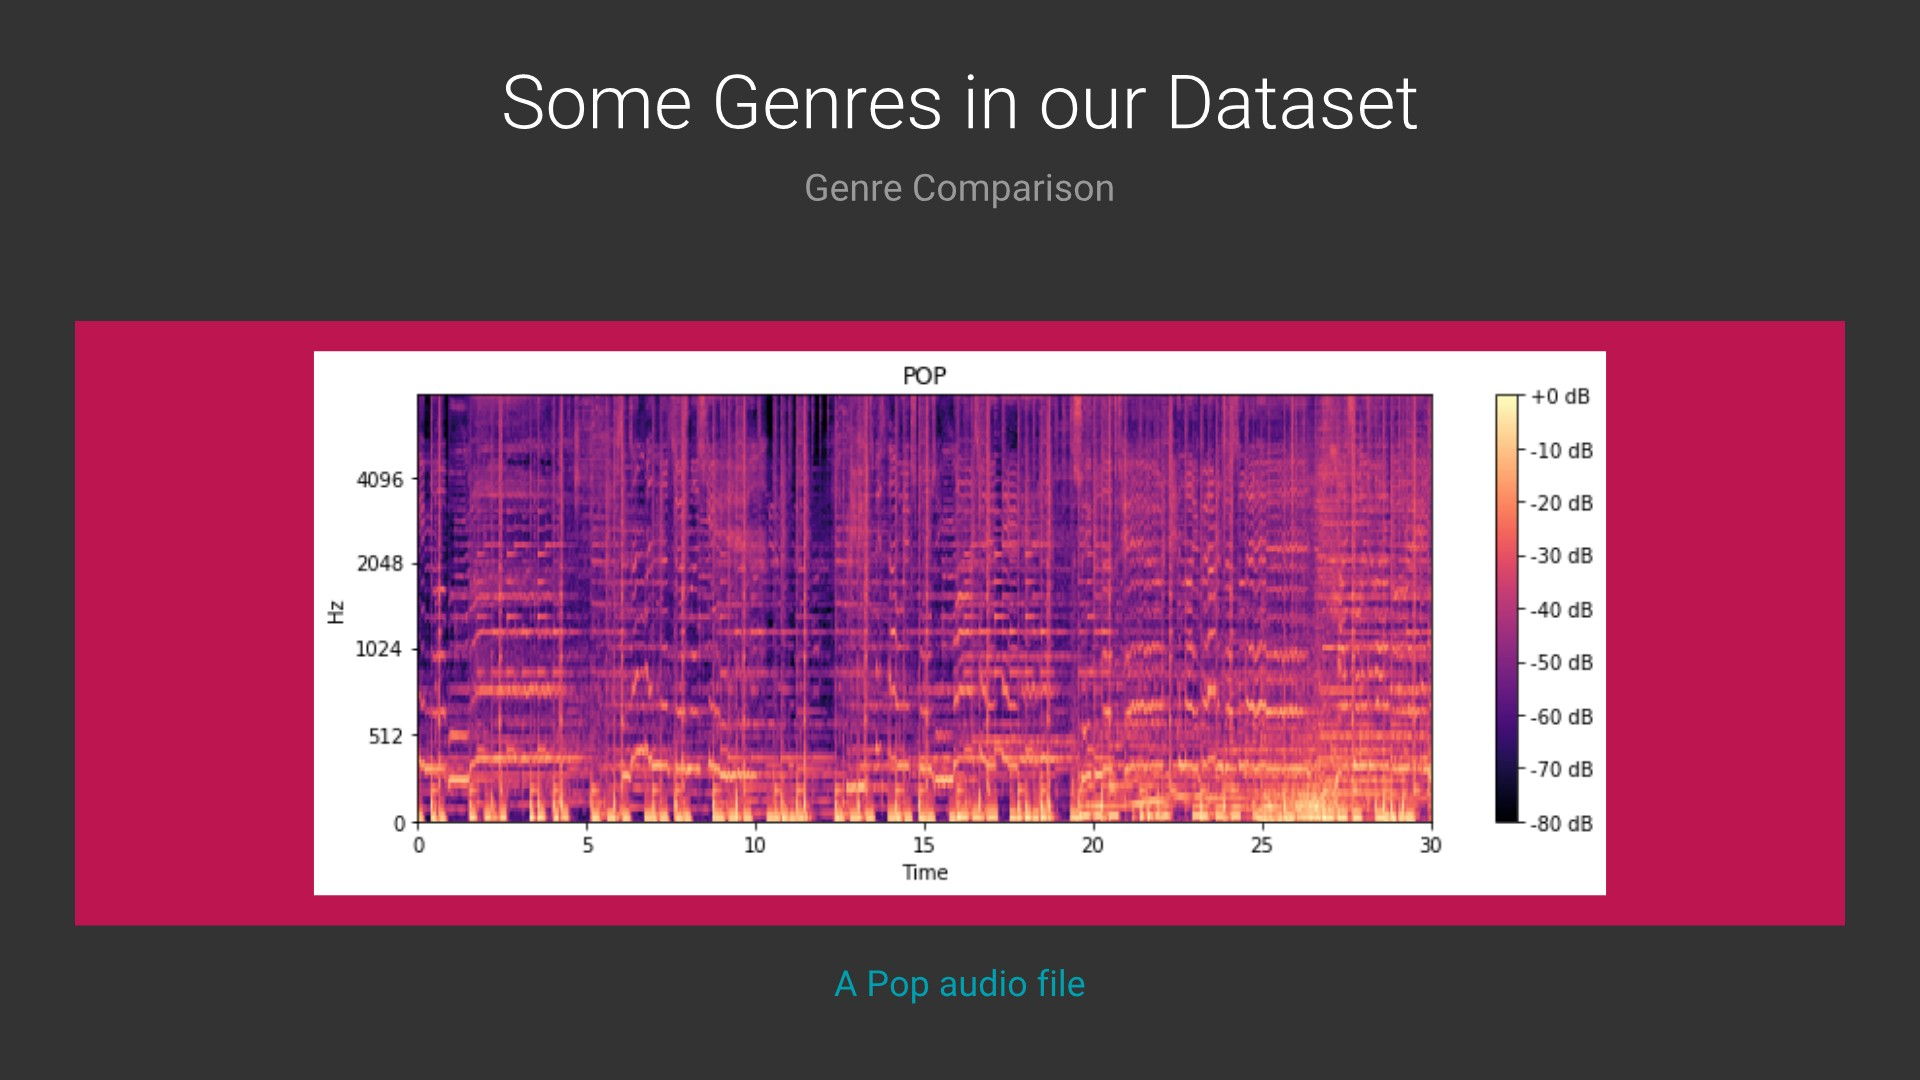 Some Genres in our Dataset
Genre Comparison
POP
+0 dB
-10 dB
-20 dB
-30 dB
-40 dB
-50 dB
-60 dB
-70 dB
-80 dB
4096
2048
1024
512
0
Hz
0 5 10 15 20 25 30
Time
A Pop audio file